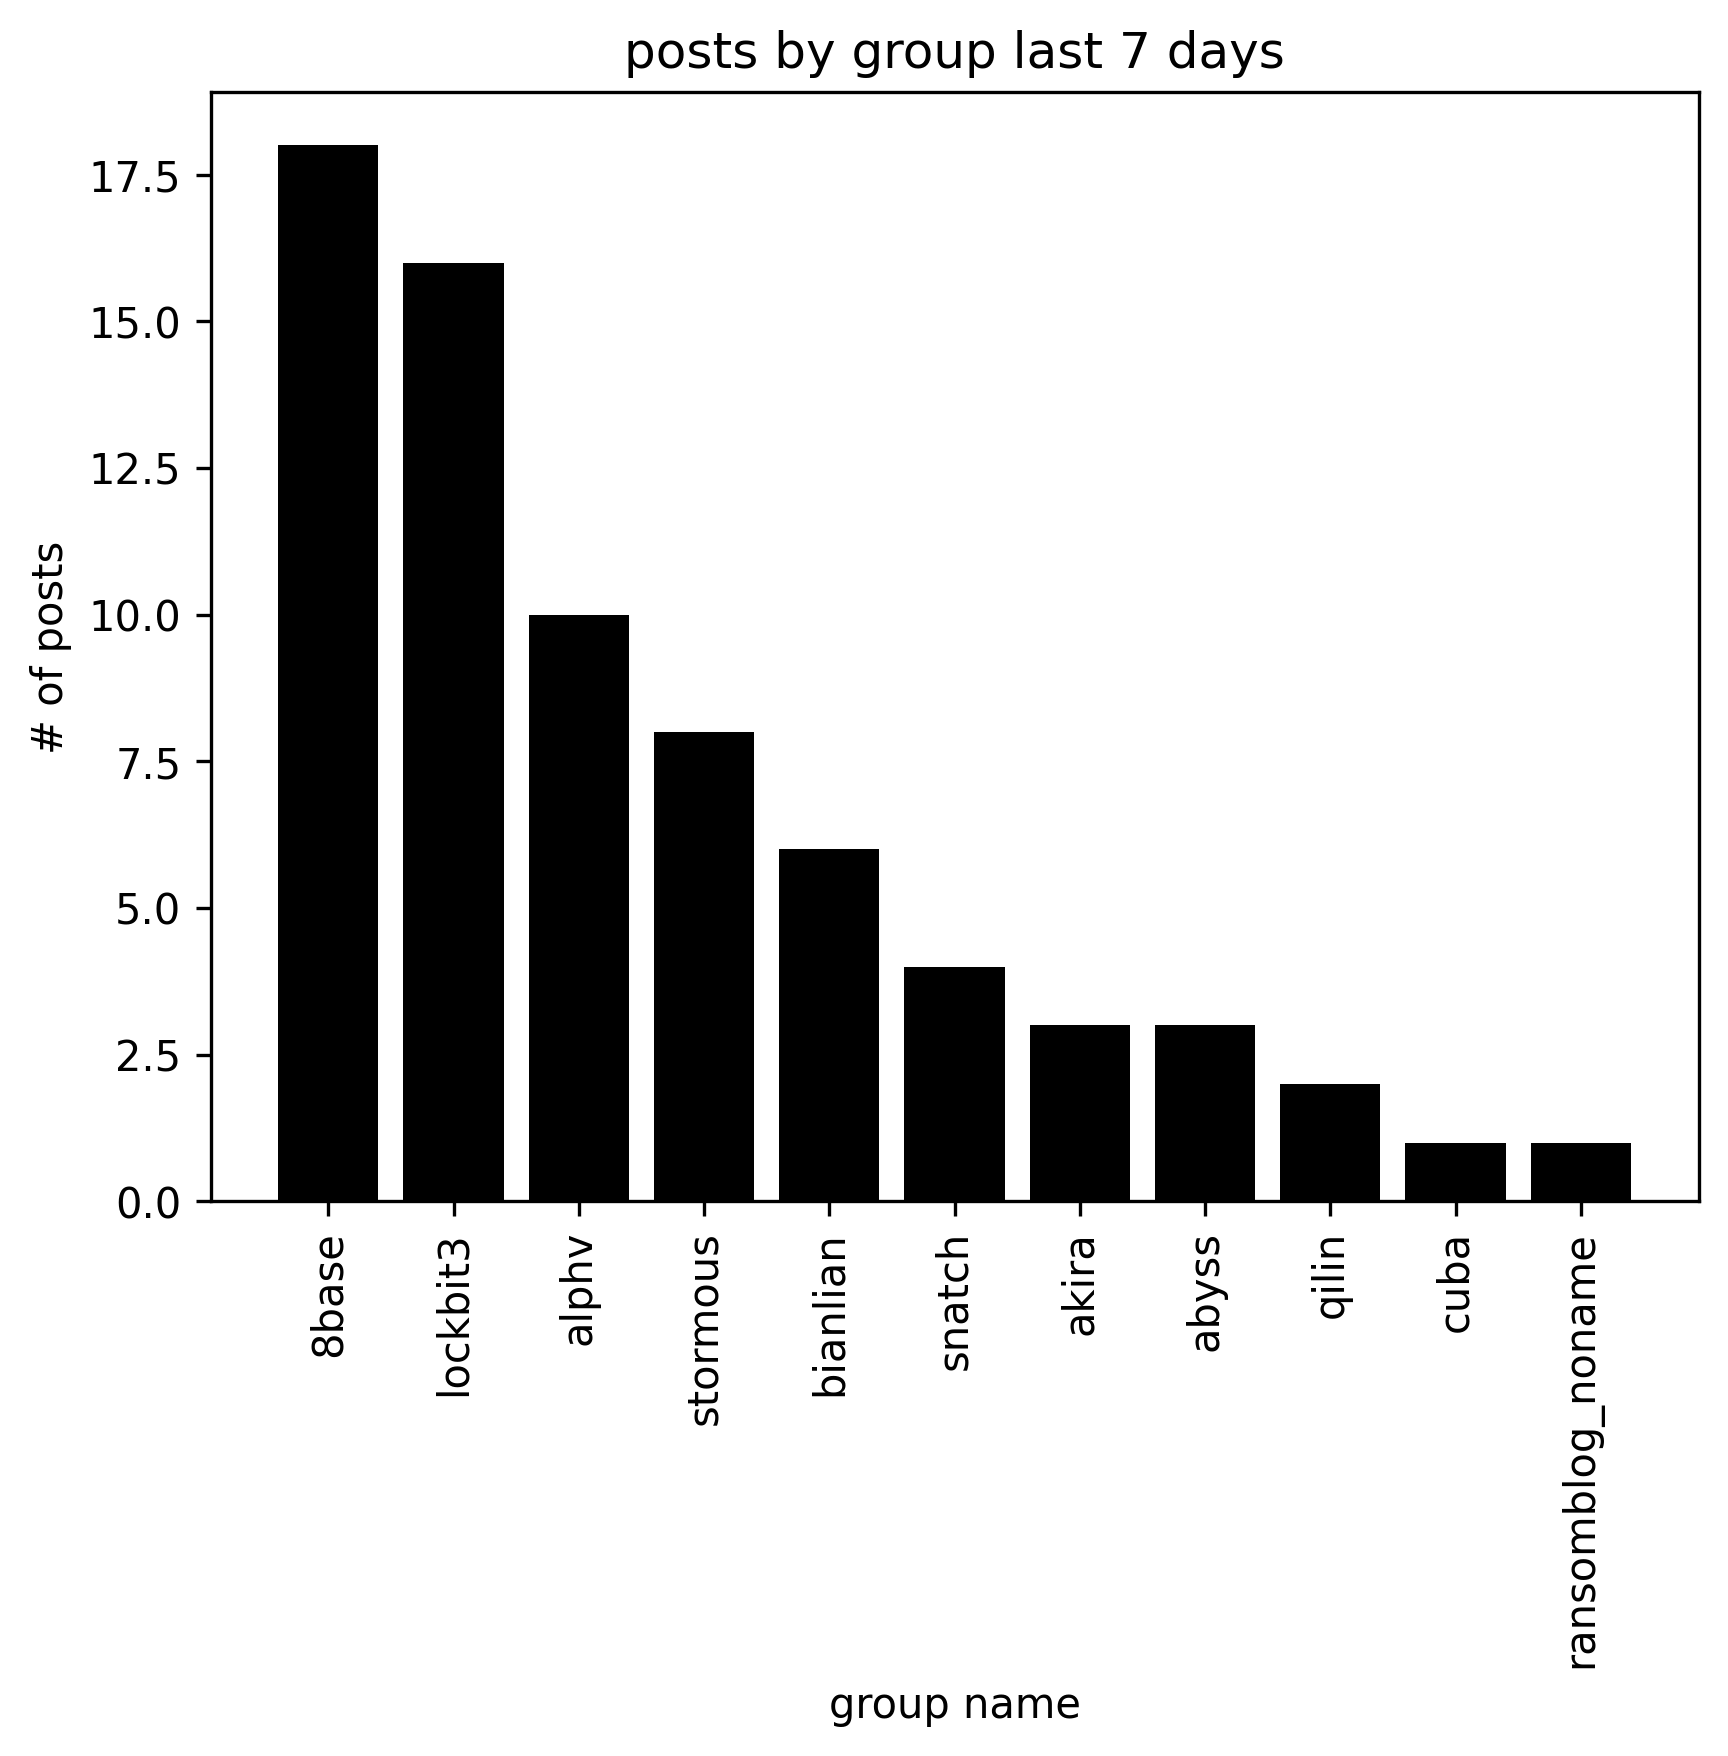 posts by group last 7 days
# of posts
17.5
15.0
12.5
10.0
7.5
5.0
2.5
0.0
8base
lockbit3
alphv
stormous
bianlian
snatch
akira
abyss
qilin
cuba
ransomblog_noname
group name